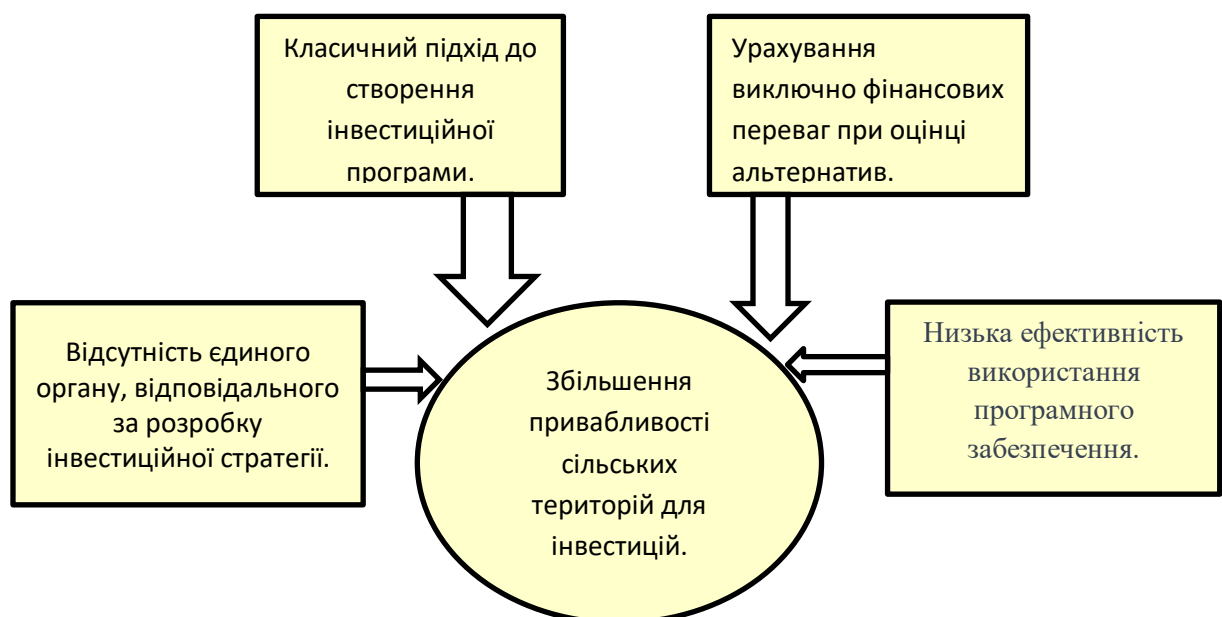 Класичний підхід до
створення
інвестиційної
програми.
Урахування
виключно фінансових
переваг при оцінці
альтернатив.
Відсутність єдиного
органу, відповідального
за розробку
інвестиційної стратегії.
Збільшення
привабливості
сільських
територій для
інвестицій.
Низька ефективність
використання
програмного
забезпечення.